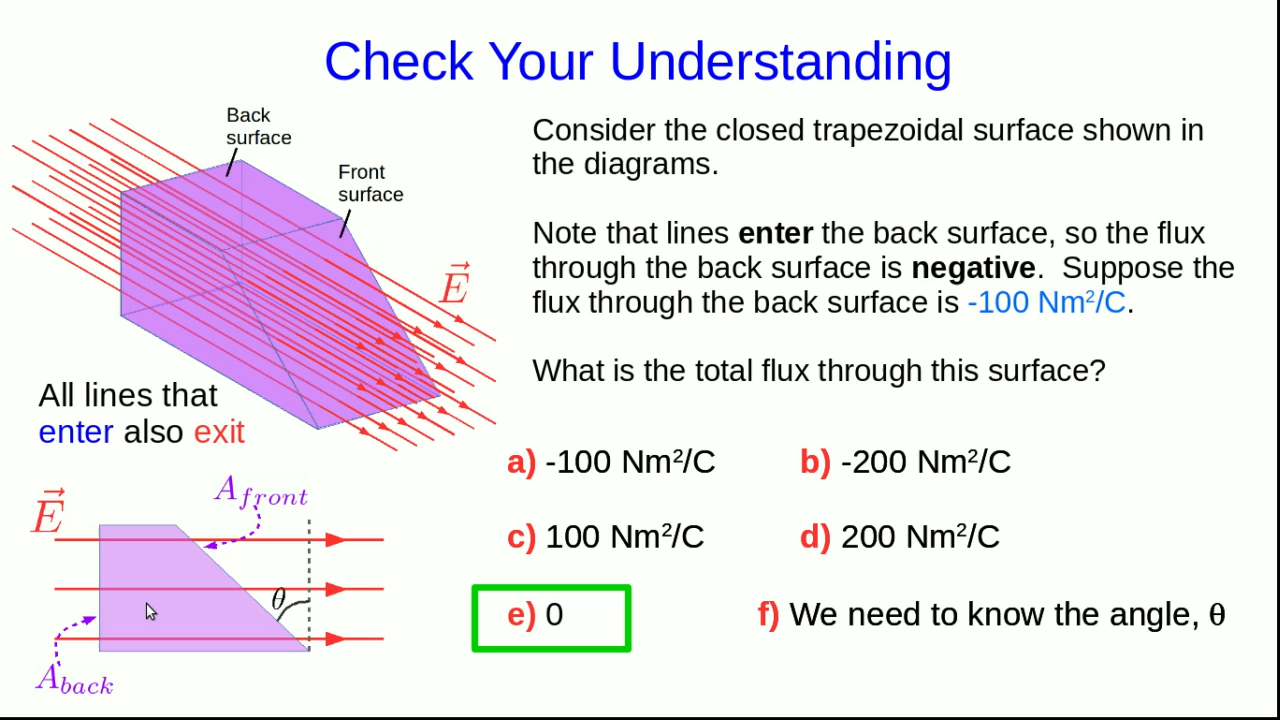 Check Your Understanding
Back
surface
Front
surface
E⃗
All lines that
enter also exit
Consider the closed trapezoidal surface shown in
the diagrams.
Note that lines enter the back surface, so the flux
through the back surface is negative.  Suppose the
flux through the back surface is -100 Nm²/C.
What is the total flux through this surface?
a) -100 Nm²/C
b) -200 Nm²/C
c) 100 Nm²/C
d) 200 Nm²/C
e) 0
f) We need to know the angle, θ
E⃗
A_front
θ
A_back